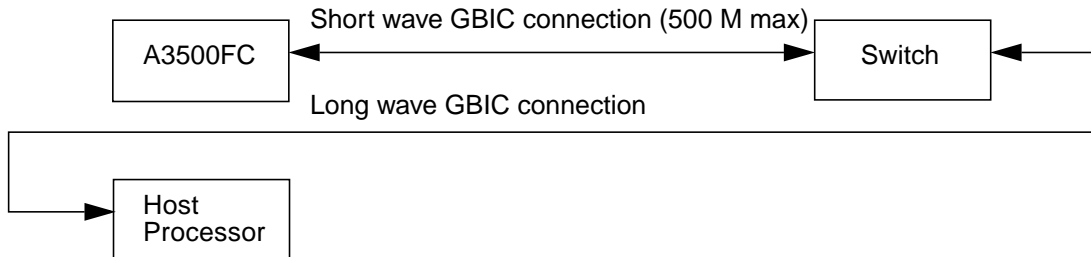 Short wave GBIC connection (500 M max)
A3500FC
Switch
Long wave GBIC connection
Host
Processor